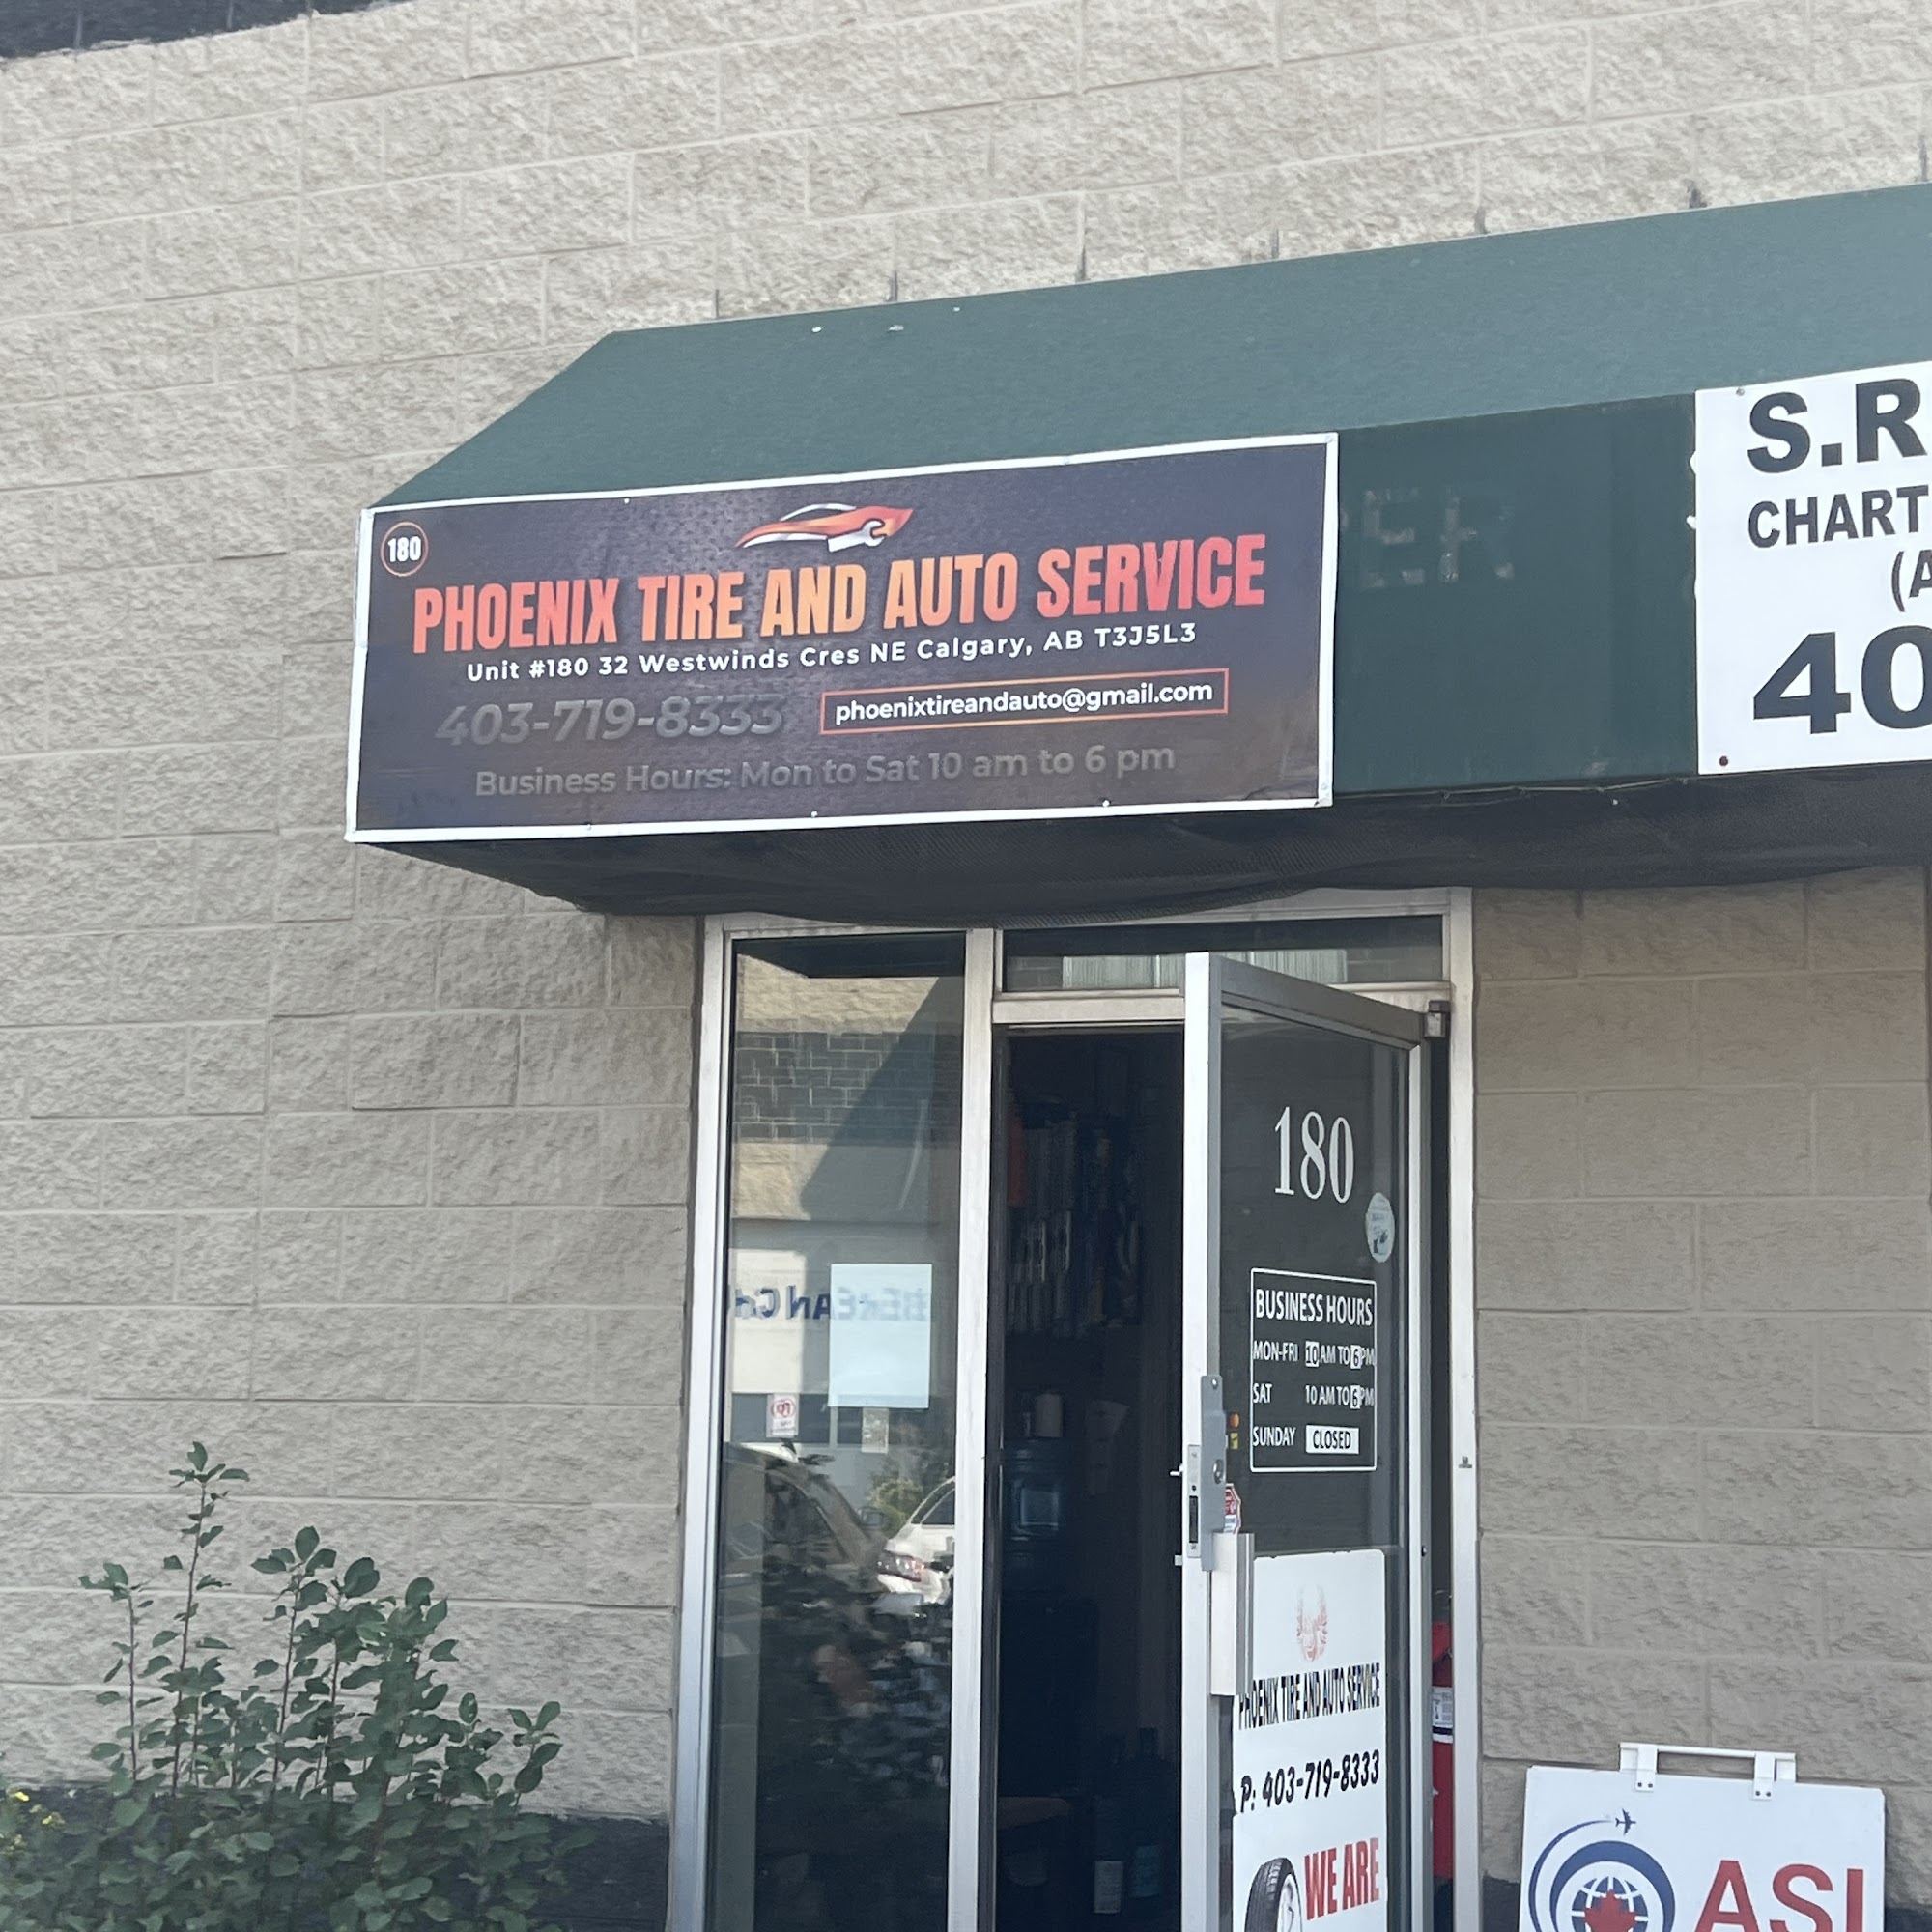 180
PHOENIX TIRE AND AUTO SERVICE
Unit #180 32 Westwinds Cres NE Calgary, AB T3J5L3
403-719-8333
phoenixtireandauto@gmail.com
Business Hours: Mon to Sat 10 am to 6 pm
S.R
CHART
(A
40
180
BUSINESS HOURS
MON-FRI 10 AM TO 6 PM
SAT 10 AM TO 6 PM
SUNDAY CLOSED
PHOENIX TIRE AND AUTO SERVICE
P: 403-719-8333
WE ARE
ASI